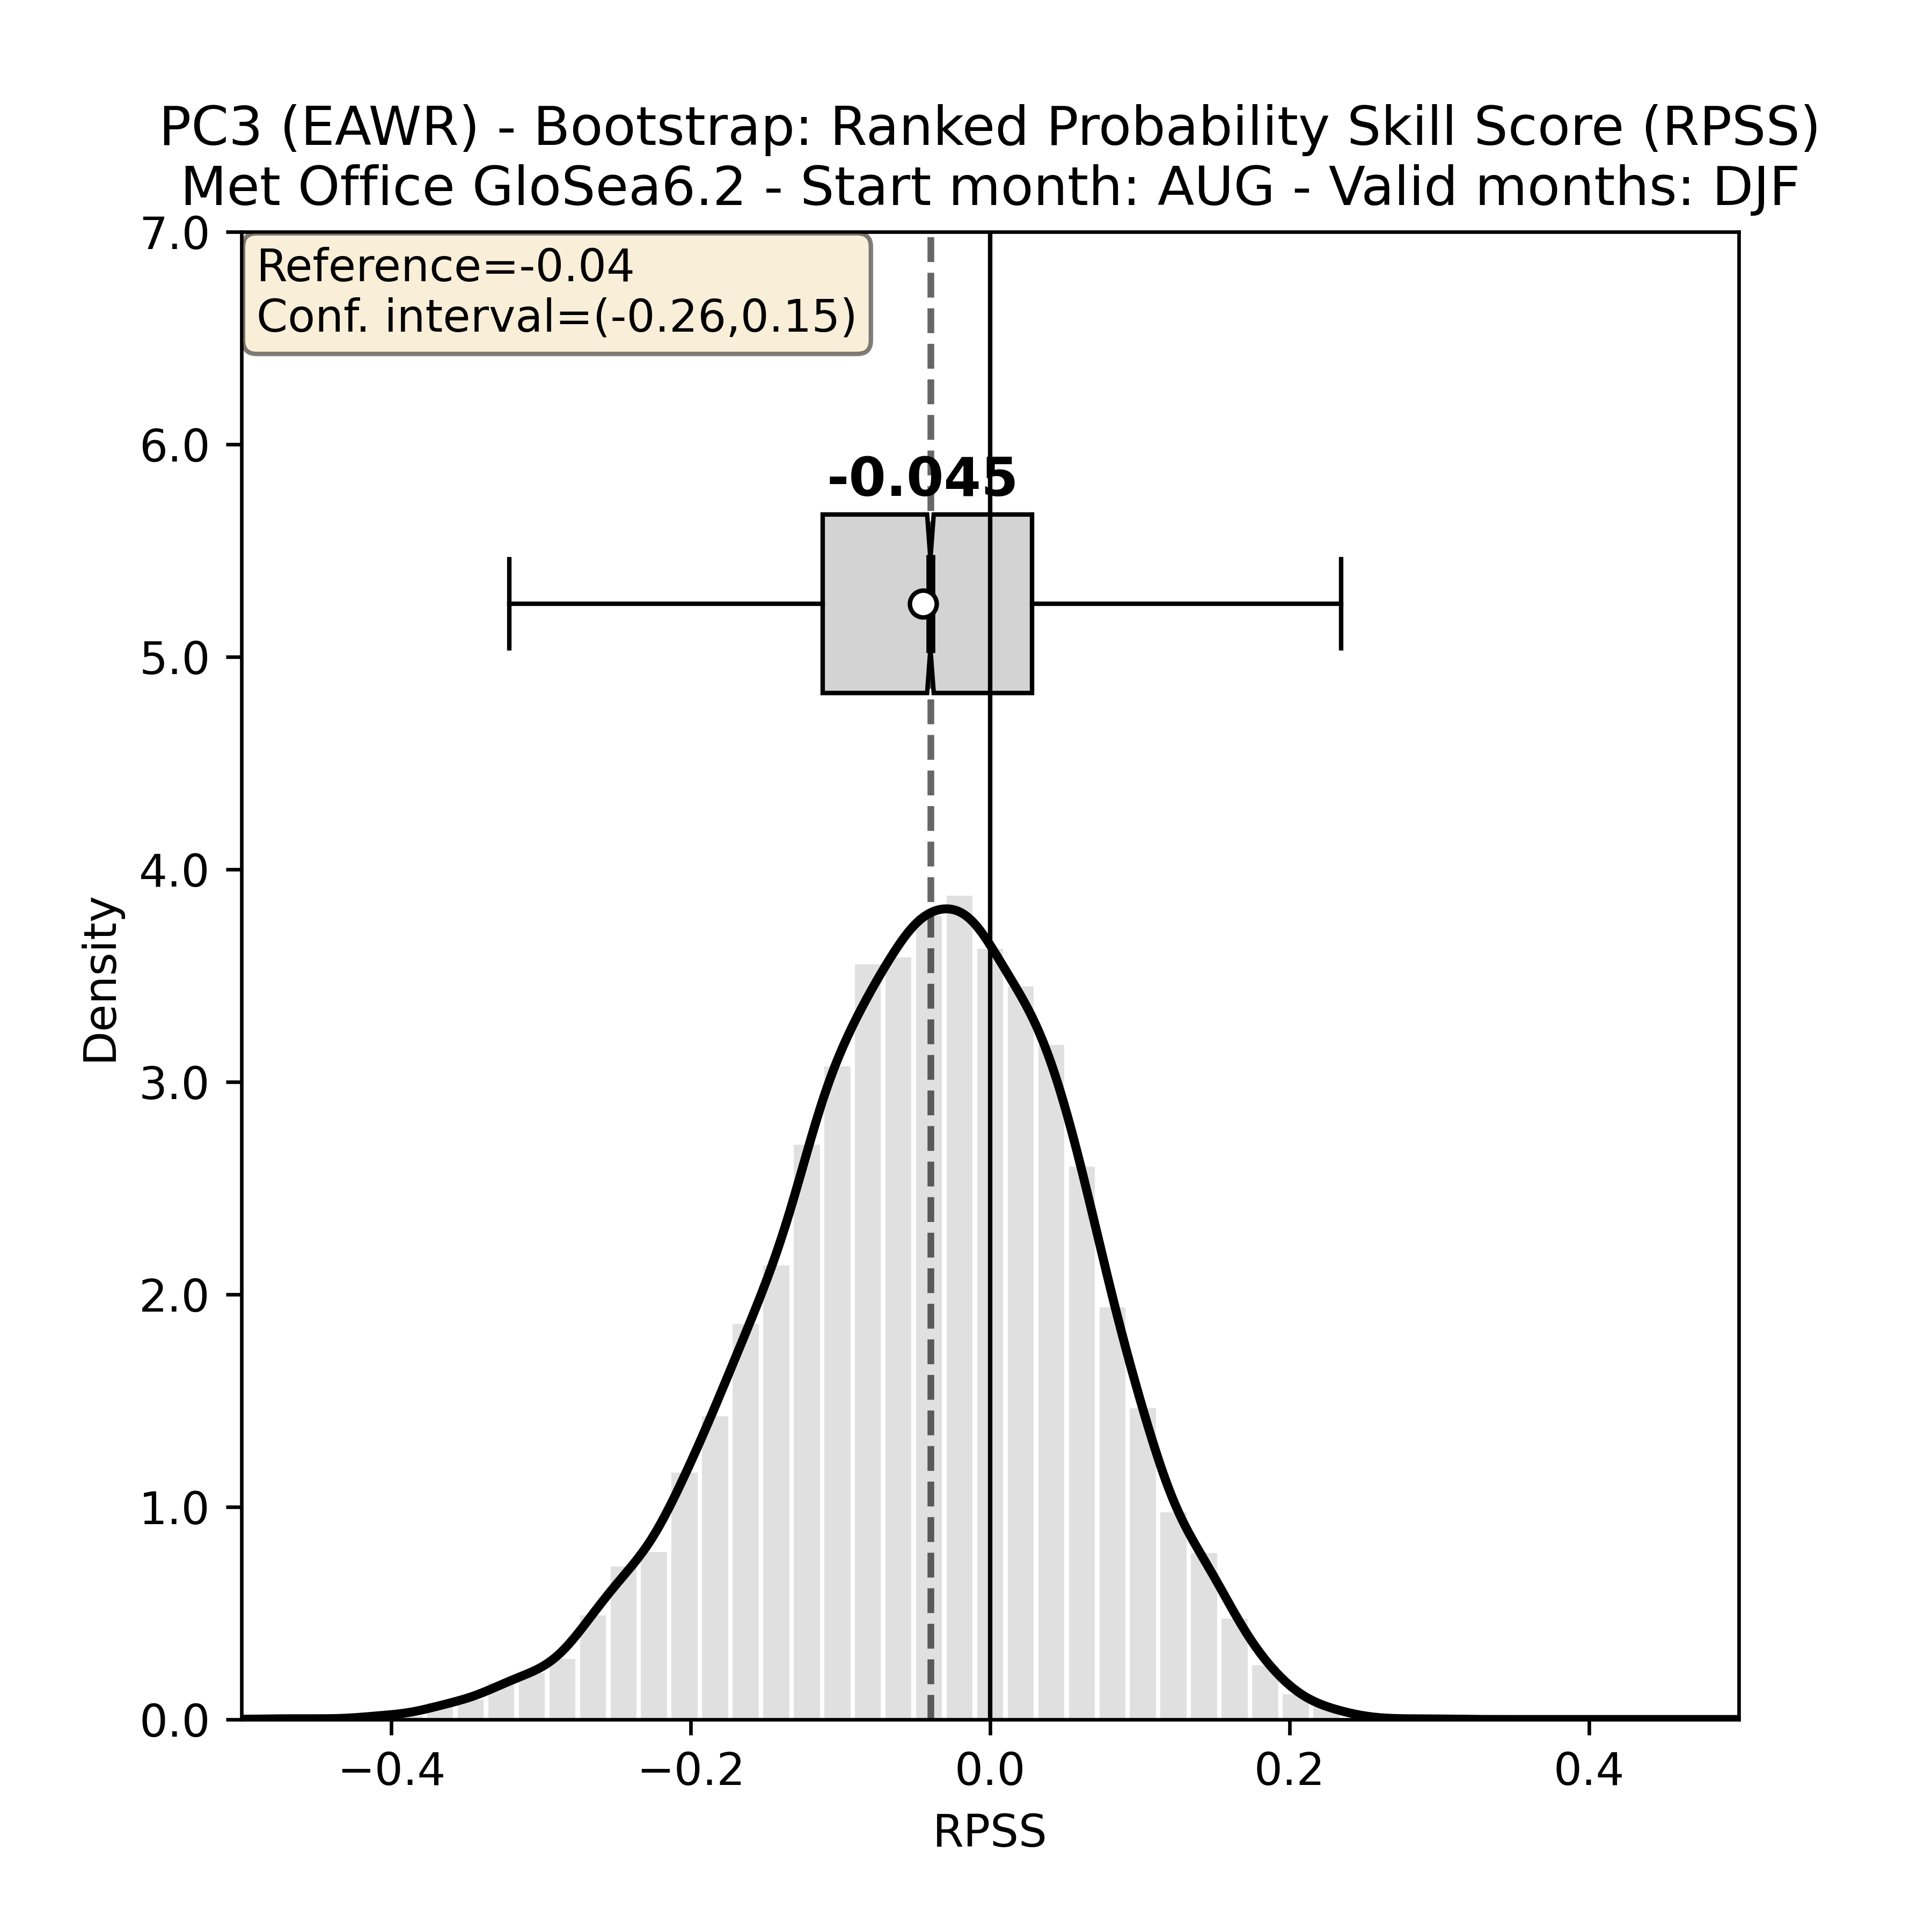 PC3 (EAWR) - Bootstrap: Ranked Probability Skill Score (RPSS)
Met Office GloSea6.2 - Start month: AUG - Valid months: DJF
Reference=-0.04
Conf. interval=(-0.26,0.15)
-0.045
7.0
6.0
5.0
4.0
3.0
2.0
1.0
0.0
Density
−0.4
−0.2
0.0
0.2
0.4
RPSS